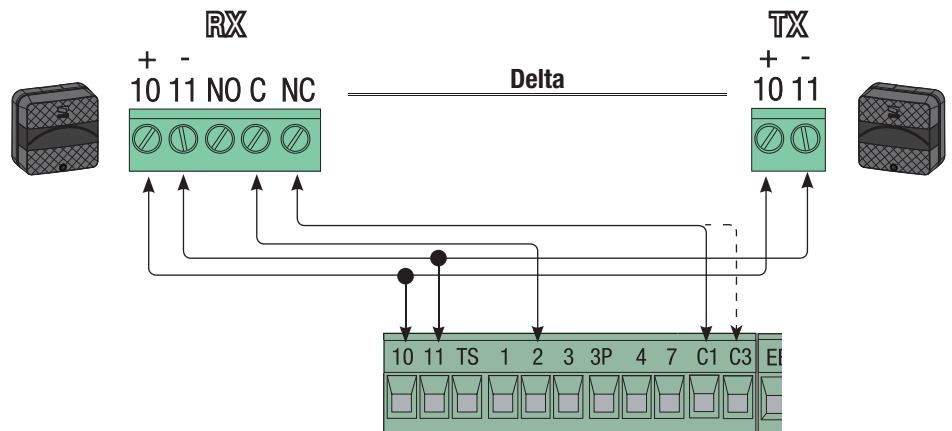 RX
TX
+ -
10 11 NO C NC
Delta
+ -
10 11
10 11 TS 1 2 3 3P 4 7 C1 C3